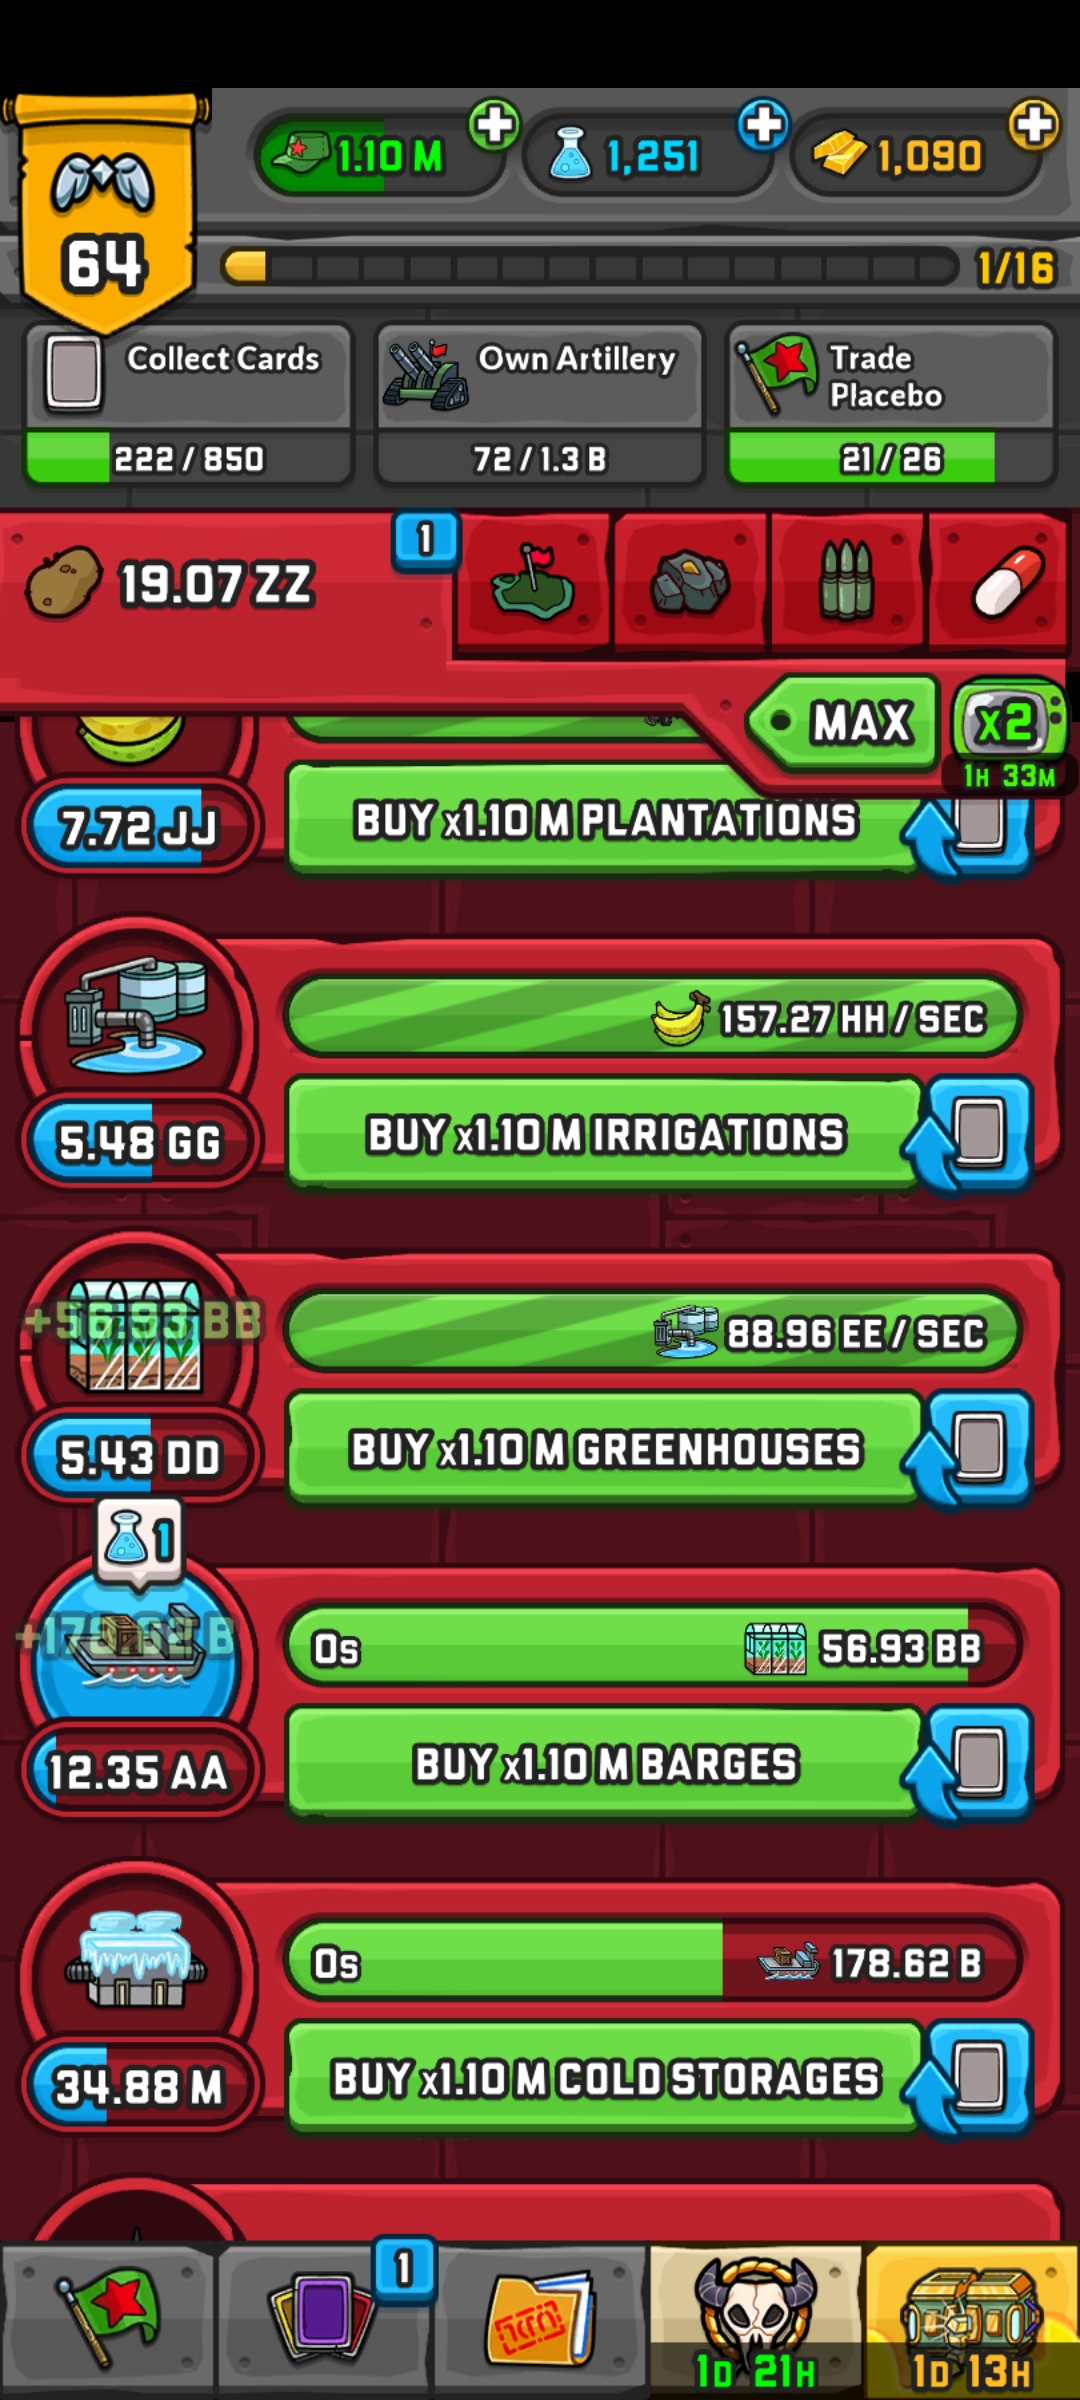 1.10 M
1,251
1,090
64
1/16
Collect Cards
222 / 850
Own Artillery
72 / 1.3 B
Trade
Placebo
21 / 26
19.07 ZZ
1
MAX
x2
1H 33M
7.72 JJ
BUY x1.10 M PLANTATIONS
157.27 HH / SEC
5.48 GG
BUY x1.10 M IRRIGATIONS
+56.93 BB
88.96 EE / SEC
5.43 DD
BUY x1.10 M GREENHOUSES
1
+178.62 B
0s
56.93 BB
12.35 AA
BUY x1.10 M BARGES
0s
178.62 B
34.88 M
BUY x1.10 M COLD STORAGES
1
1D 21H
1D 13H